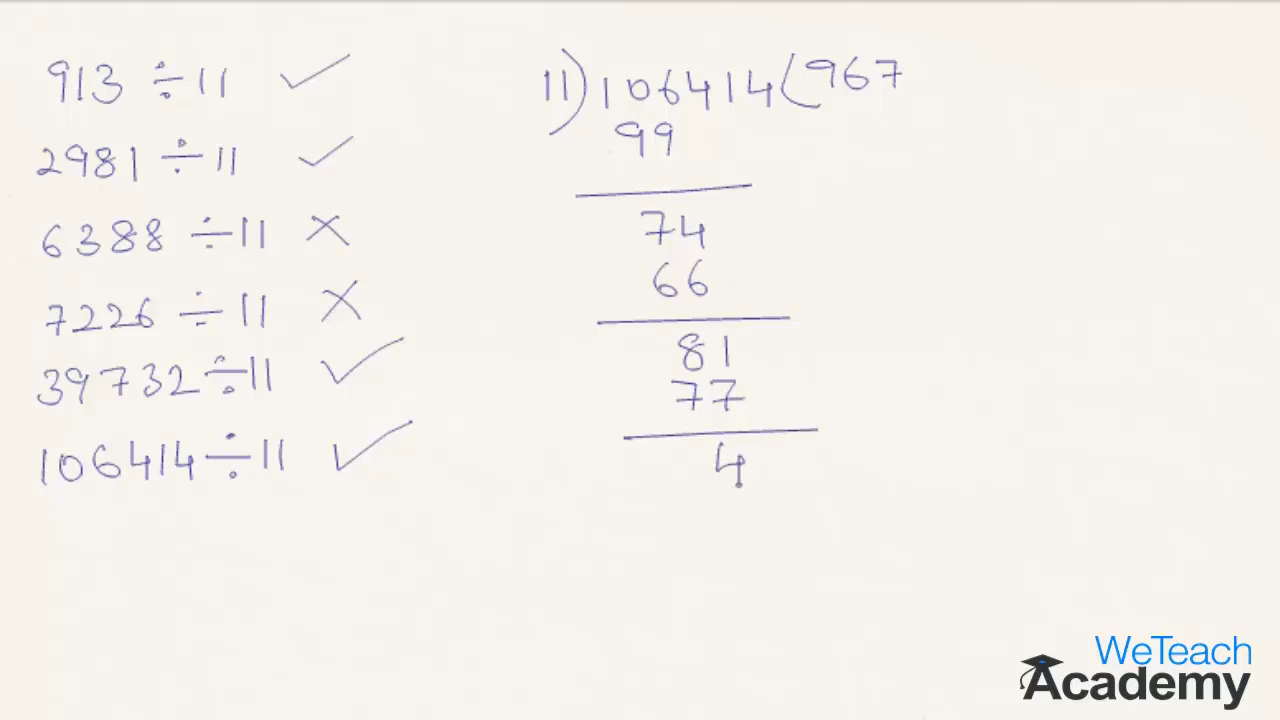 913 ÷ 11 ✓
2981 ÷ 11 ✓
6388 ÷ 11 ×
7226 ÷ 11 ×
39732 ÷ 11 ✓
106414 ÷ 11 ✓
11)106414(967
99
74
66
81
77
4
WeTeach
Academy